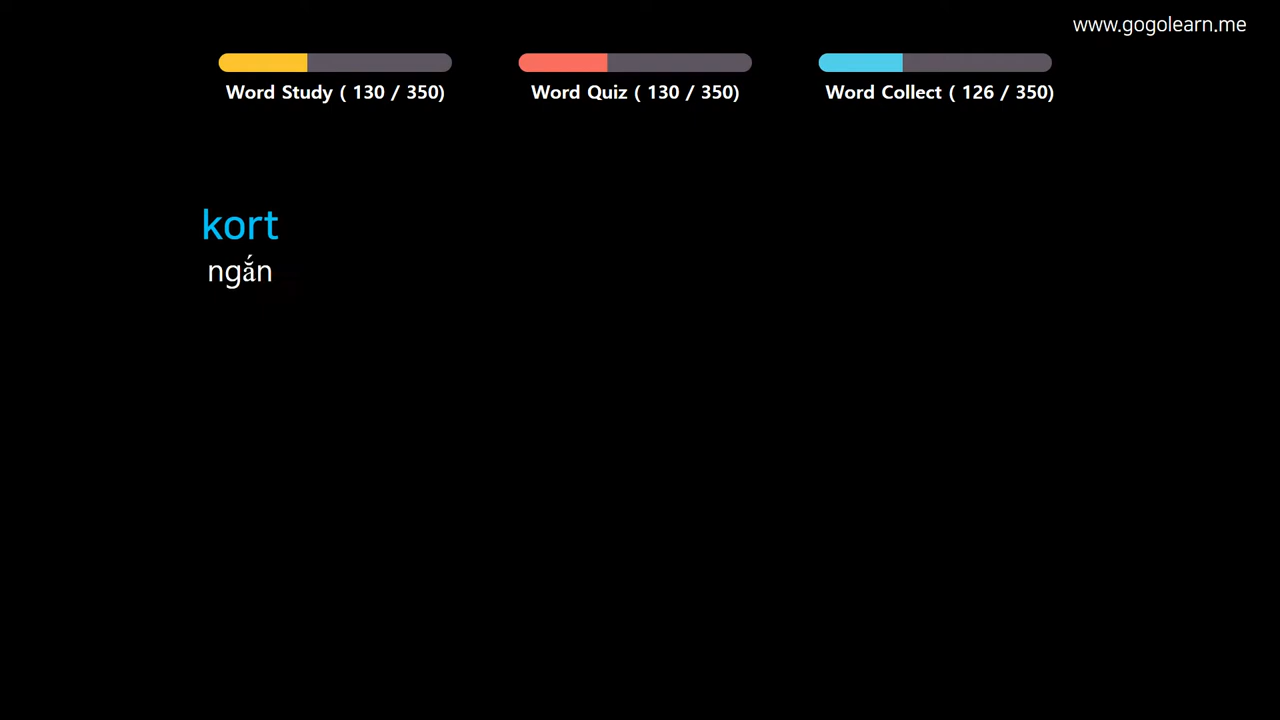 www.gogolearn.me
Word Study ( 130 / 350)
Word Quiz ( 130 / 350)
Word Collect ( 126 / 350)
kort
ngắn